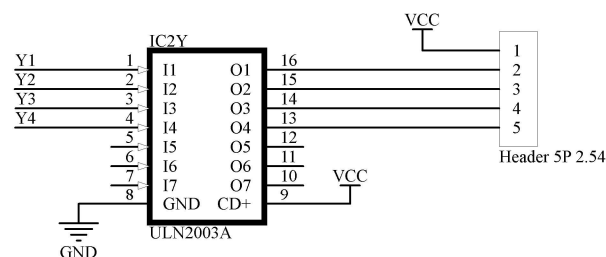 VCC
IC2Y
Y1 1 I1 O1 16 1
Y2 2 I2 O2 15 2
Y3 3 I3 O3 14 3
Y4 4 I4 O4 13 4
5 I5 O5 12 5
6 I6 O6 11
7 I7 O7 10
8 GND CD+ 9 VCC
Header 5P 2.54
ULN2003A
GND